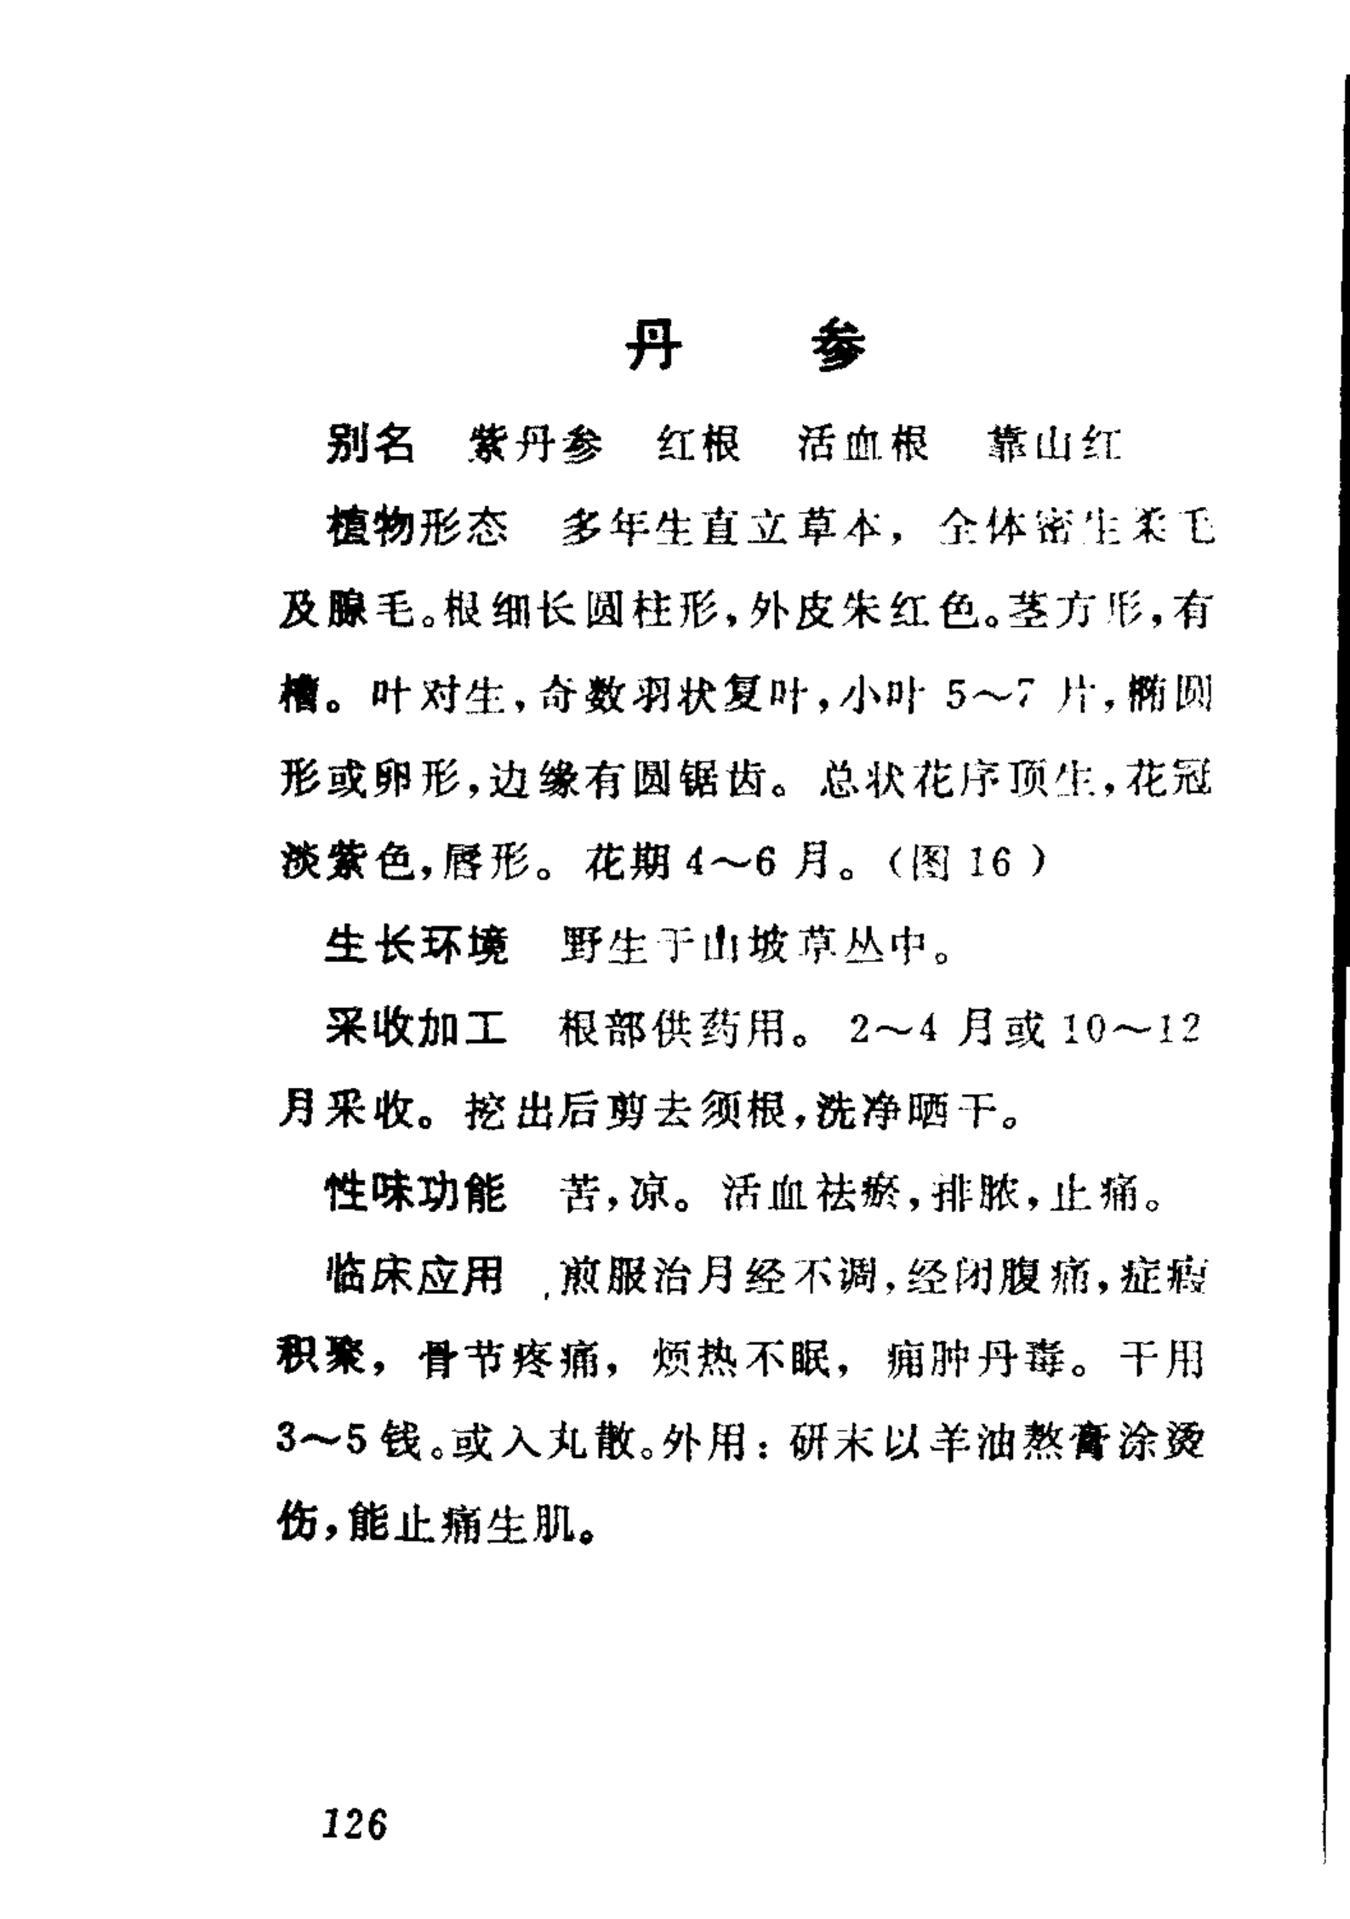 丹 参
别名 紫丹参 红根 活血根 靠山红
植物形态 多年生直立草本，全体密生柔毛
及腺毛。根细长圆柱形，外皮朱红色。茎方形，有
槽。叶对生，奇数羽状复叶，小叶 5～7 片，椭圆
形或卵形，边缘有圆锯齿。总状花序顶生，花冠
淡紫色，唇形。花期 4～6 月。（图 16 ）
生长环境 野生于山坡草丛中。
采收加工 根部供药用。 2～4 月或 10～12
月采收。挖出后剪去须根，洗净晒干。
性味功能 苦，凉。活血祛瘀，排脓，止痛。
临床应用 煎服治月经不调，经闭腹痛，症瘕
积聚，骨节疼痛，烦热不眠，痈肿丹毒。干用
3～5 钱。或入丸散。外用：研末以羊油熬膏涂烫
伤，能止痛生肌。
126